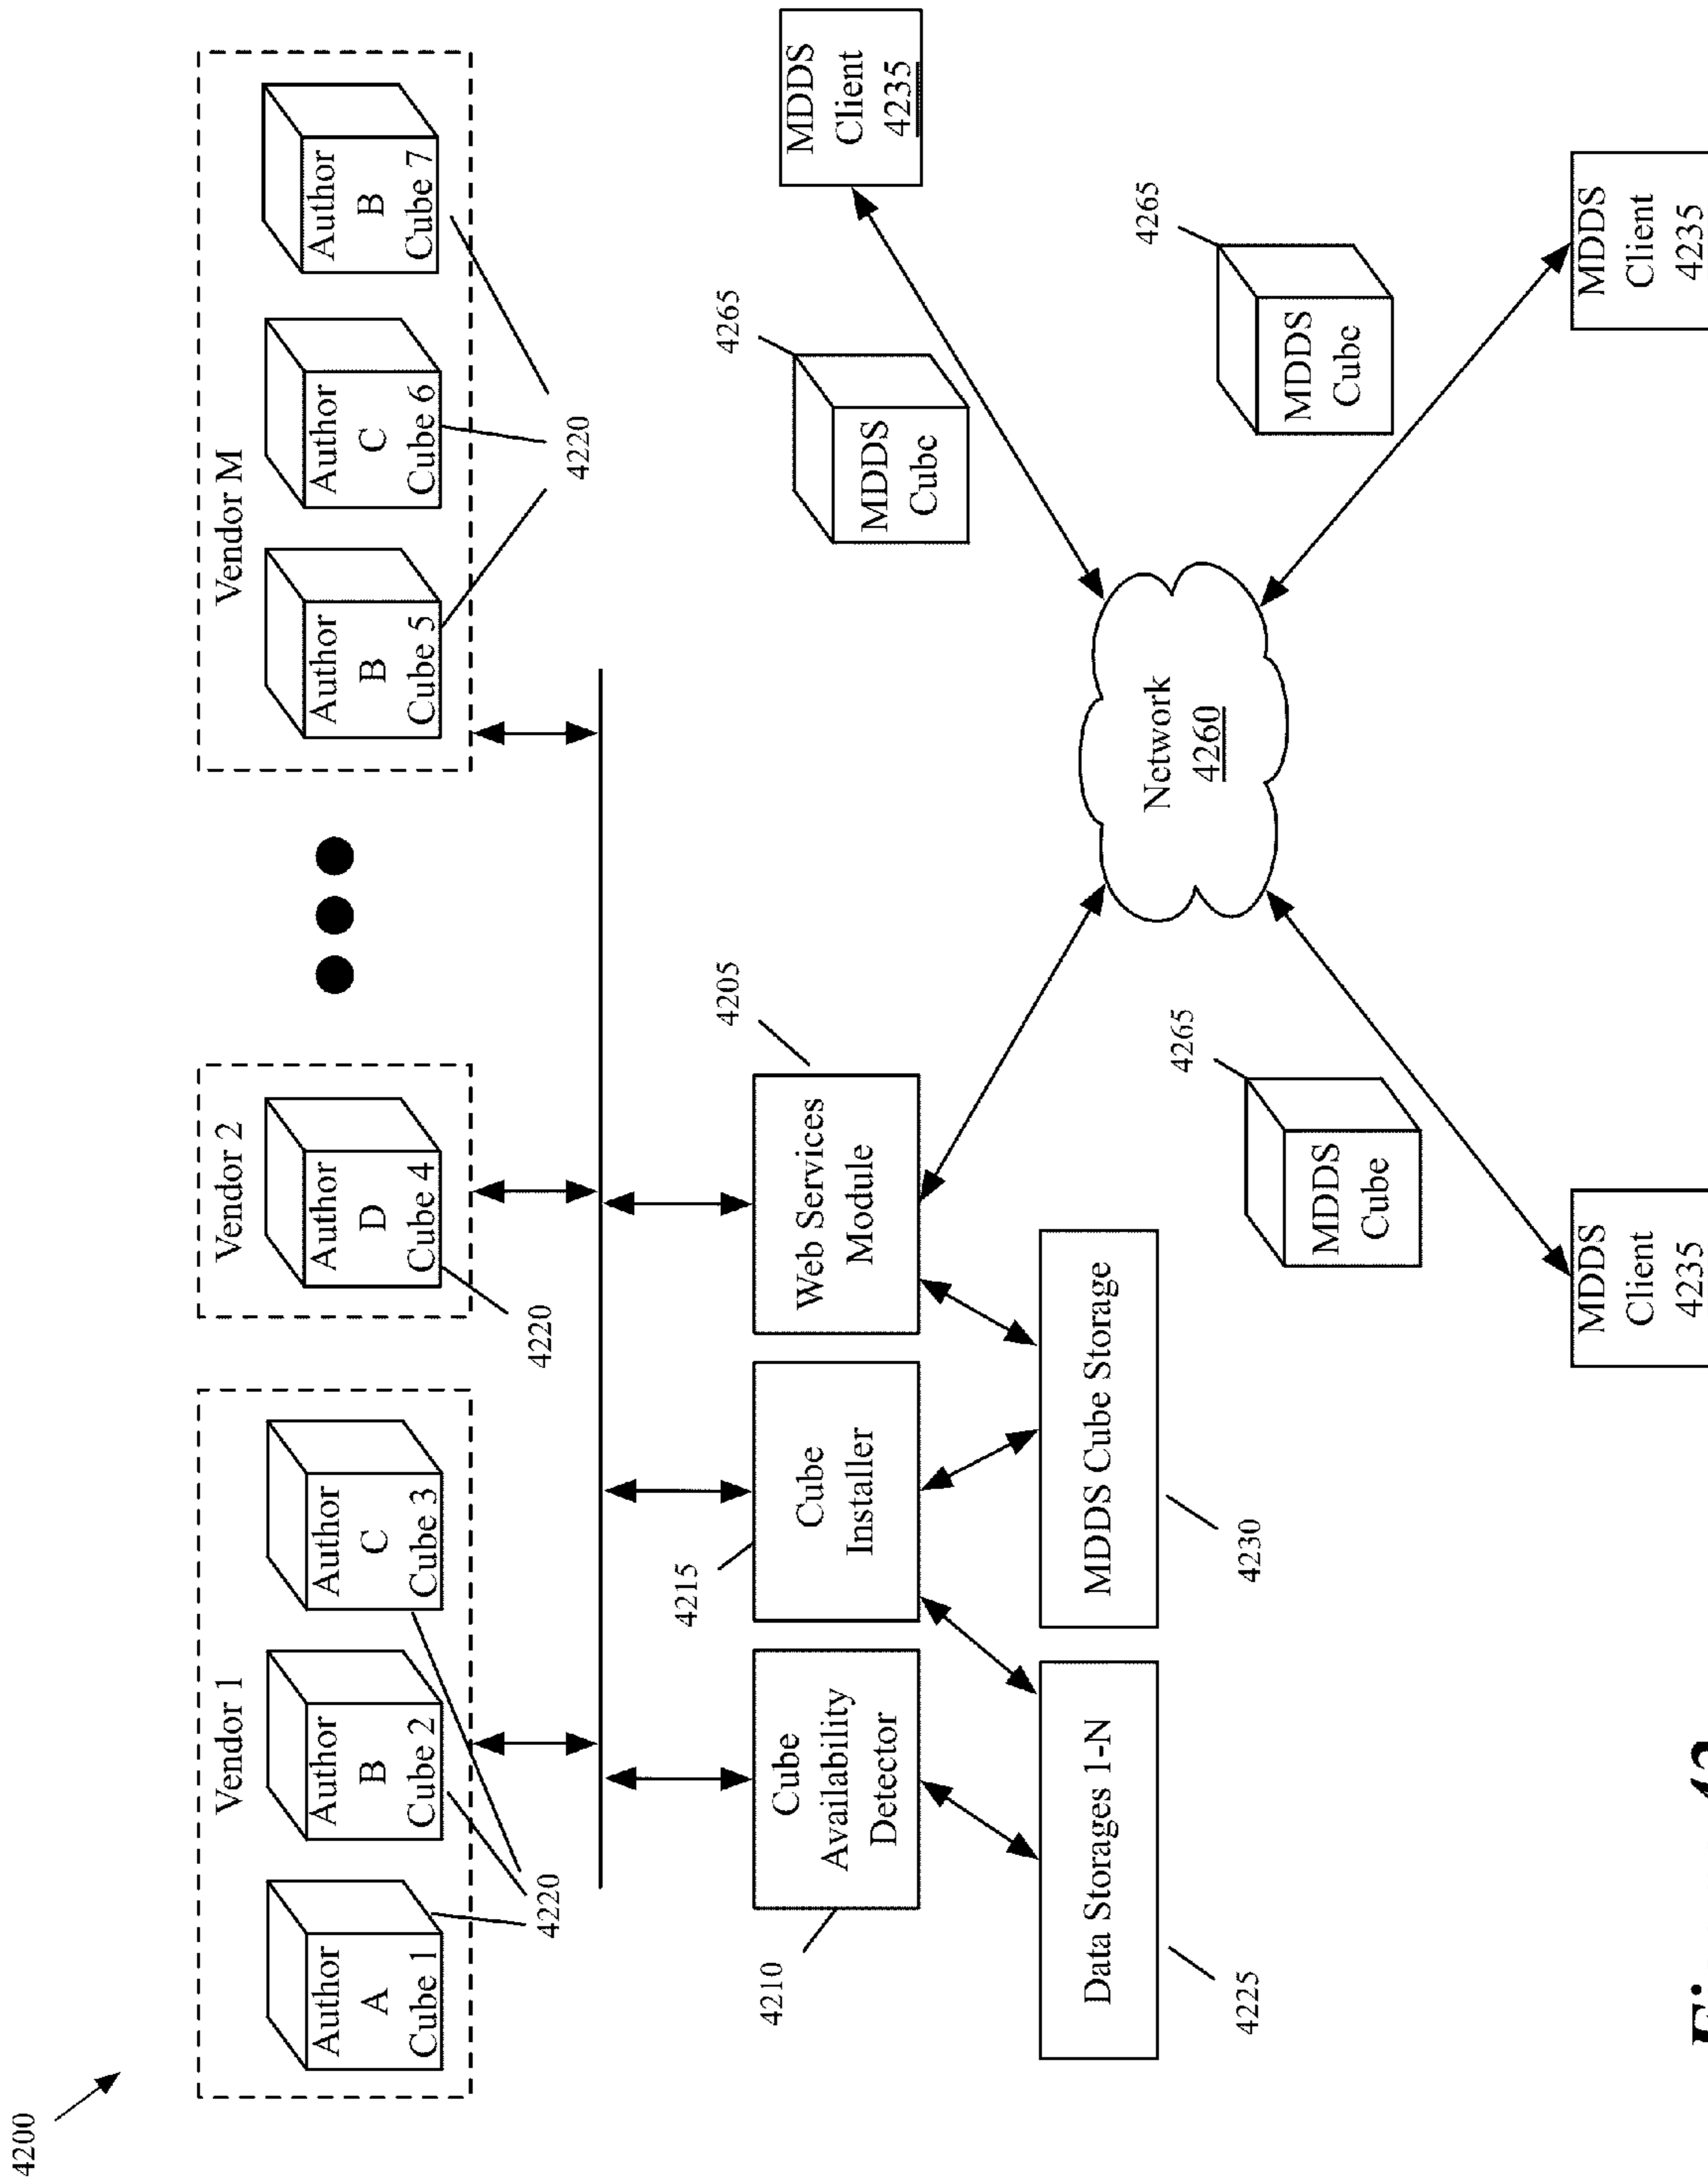 4200
Vendor 1
Author
A
Cube 1
Author
B
Cube 2
Author
C
Cube 3
4220
Vendor 2
Author
D
Cube 4
4220
Vendor M
Author
B
Cube 5
Author
C
Cube 6
Author
B
Cube 7
4220
4210
Cube
Availability
Detector
4215
Cube
Installer
4205
Web Services
Module
Data Storages 1-N
4225
MDDS Cube Storage
4230
Network
4260
4265
MDDS
Cube
MDDS
Client
4235
4265
MDDS
Cube
MDDS
Client
4235
4265
MDDS
Cube
MDDS
Client
4235